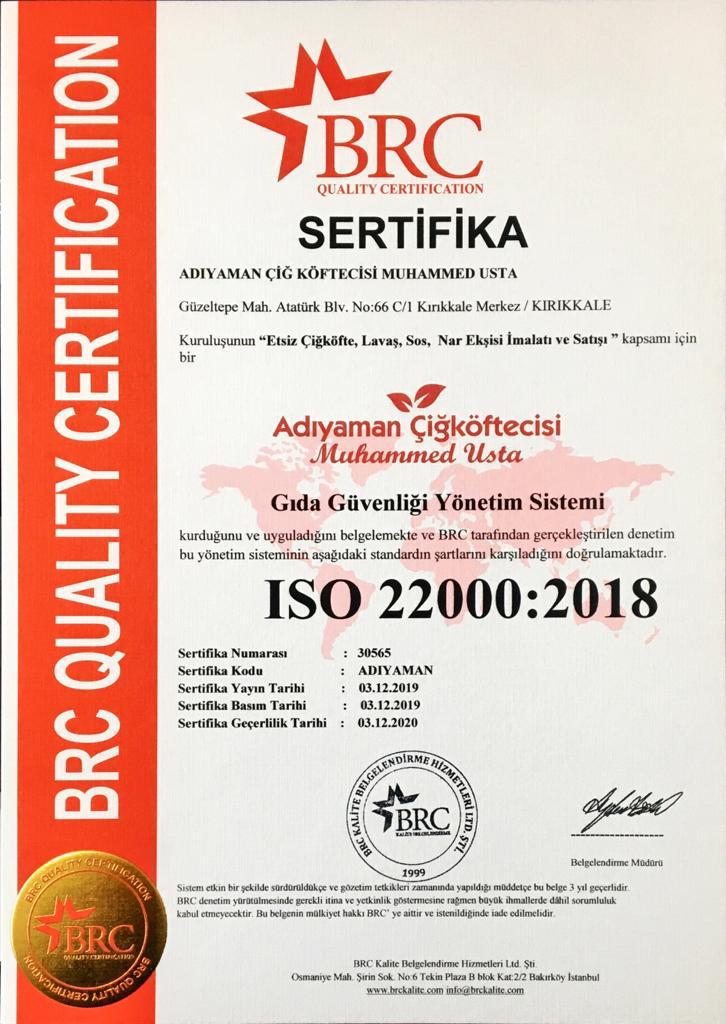 BRC QUALITY CERTIFICATION
BRC
QUALITY CERTIFICATION
SERTİFİKA
ADIYAMAN ÇİĞ KÖFTECİSİ MUHAMMED USTA
Güzeltepe Mah. Atatürk Blv. No:66 C/1 Kırıkkale Merkez / KIRIKKALE
Kuruluşunun “Etsiz Çiğköfte, Lavaş, Sos, Nar Ekşisi İmalatı ve Satışı ” kapsamı için
bir
Adıyaman Çiğköftecisi
Muhammed Usta
Gıda Güvenliği Yönetim Sistemi
kurduğunu ve uyguladığını belgelemekte ve BRC tarafından gerçekleştirilen denetim
bu yönetim sisteminin aşağıdaki standardın şartlarını karşıladığını doğrulamaktadır.
ISO 22000:2018
Sertifika Numarası : 30565
Sertifika Kodu : ADIYAMAN
Sertifika Yayın Tarihi : 03.12.2019
Sertifika Basım Tarihi : 03.12.2019
Sertifika Geçerlilik Tarihi : 03.12.2020
BRC KALİTE BELGELENDİRME HİZMETLERİ LTD. ŞTİ.
BRC
KALİTE BELGELENDİRME
1999
Belgelendirme Müdürü
Sistem etkin bir şekilde sürdürüldükçe ve gözetim tetkikleri zamanında yapıldığı müddetçe bu belge 3 yıl geçerlidir.
BRC denetim yürütülmesinde gerekli itina ve yetkinlik göstermesine rağmen büyük ihmallerde dâhil sorumluluk
kabul etmeyecektir. Bu belgenin mülkiyet hakkı BRC’ ye aittir ve istenildiğinde iade edilmelidir.
BRC QUALITY CERTIFICATION
BRC
QUALITY CERTIFICATION
BRC QUALITY CERTIFICATION
BRC Kalite Belgelendirme Hizmetleri Ltd. Şti.
Osmaniye Mah. Şirin Sok. No:6 Tekin Plaza B blok Kat:2/2 Bakırköy İstanbul
www.brckalite.com info@brckalite.com